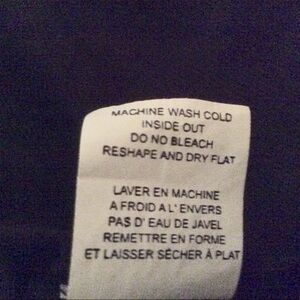 MACHINE WASH COLD
INSIDE OUT
DO NO BLEACH
RESHAPE AND DRY FLAT
LAVER EN MACHINE
A FROID A L' ENVERS
PAS D' EAU DE JAVEL
REMETTRE EN FORME
ET LAISSER SÉCHER À PLAT